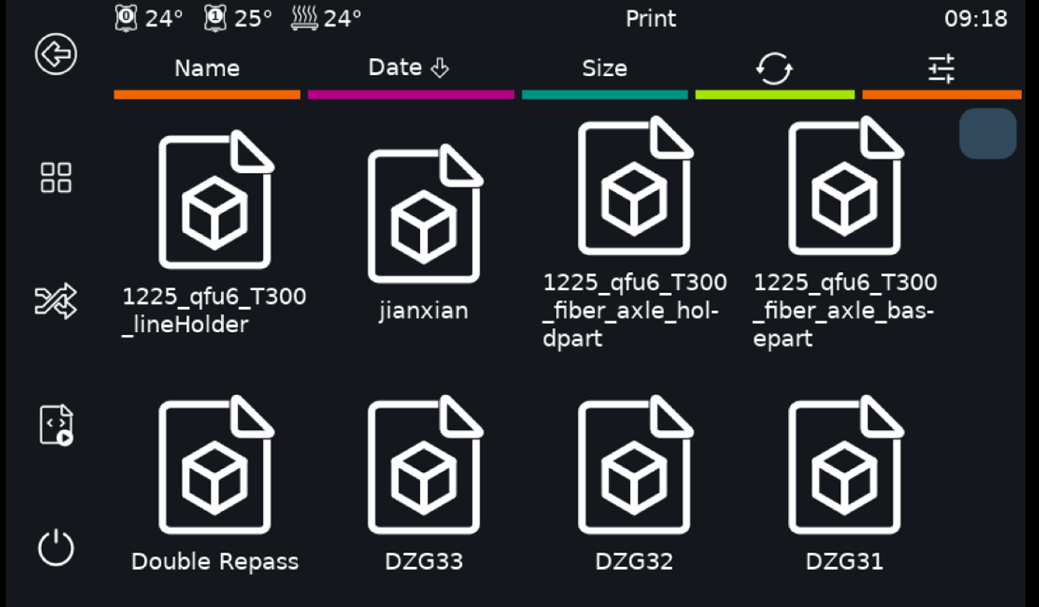 0 24° 1 25° 24° Print 09:18
Name Date Size
1225_qfu6_T300
_lineHolder
jianxian
1225_qfu6_T300
_fiber_axle_hol-
dpart
1225_qfu6_T300
_fiber_axle_bas-
epart
Double Repass
DZG33
DZG32
DZG31